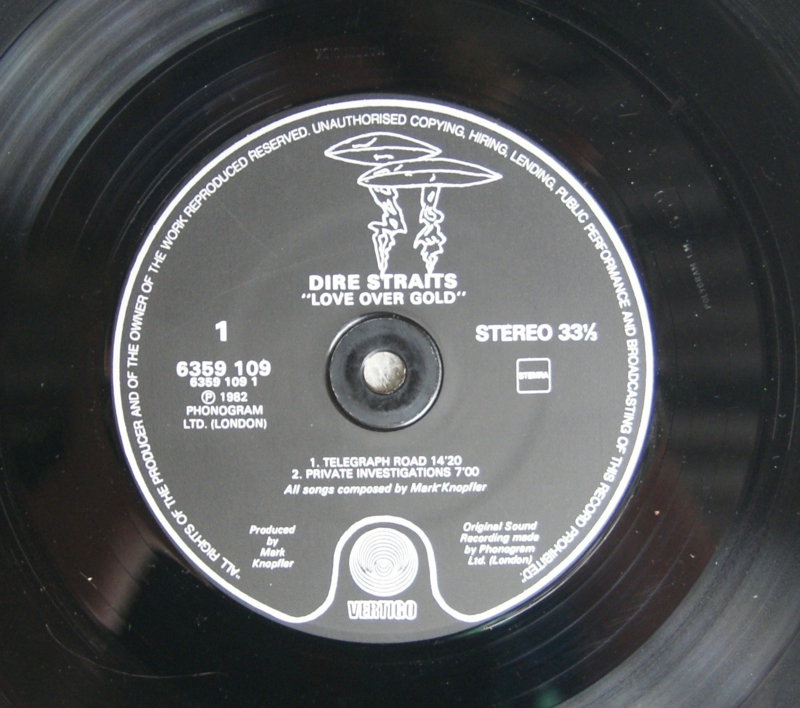 "ALL RIGHTS OF THE PRODUCER AND OF THE OWNER OF THE WORK REPRODUCED RESERVED. UNAUTHORISED COPYING, HIRING, LENDING, PUBLIC PERFORMANCE AND BROADCASTING OF THIS RECORD PROHIBITED."
DIRE STRAITS
"LOVE OVER GOLD"
1
STEREO 33⅓
6359 109
6359 109 1
STEMRA
Ⓟ 1982
PHONOGRAM
LTD. (LONDON)
1. TELEGRAPH ROAD 14'20
2. PRIVATE INVESTIGATIONS 7'00
All songs composed by Mark Knopfler
Produced
by
Mark
Knopfler
Original Sound
Recording made
by Phonogram
Ltd. (London)
VERTIGO